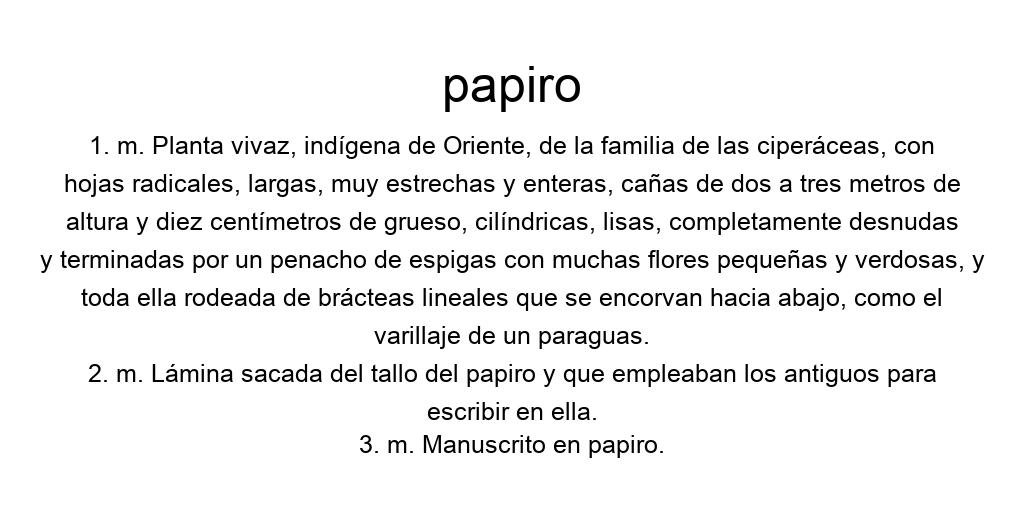 papiro
1. m. Planta vivaz, indígena de Oriente, de la familia de las ciperáceas, con
hojas radicales, largas, muy estrechas y enteras, cañas de dos a tres metros de
altura y diez centímetros de grueso, cilíndricas, lisas, completamente desnudas
y terminadas por un penacho de espigas con muchas flores pequeñas y verdosas, y
toda ella rodeada de brácteas lineales que se encorvan hacia abajo, como el
varillaje de un paraguas.
2. m. Lámina sacada del tallo del papiro y que empleaban los antiguos para
escribir en ella.
3. m. Manuscrito en papiro.